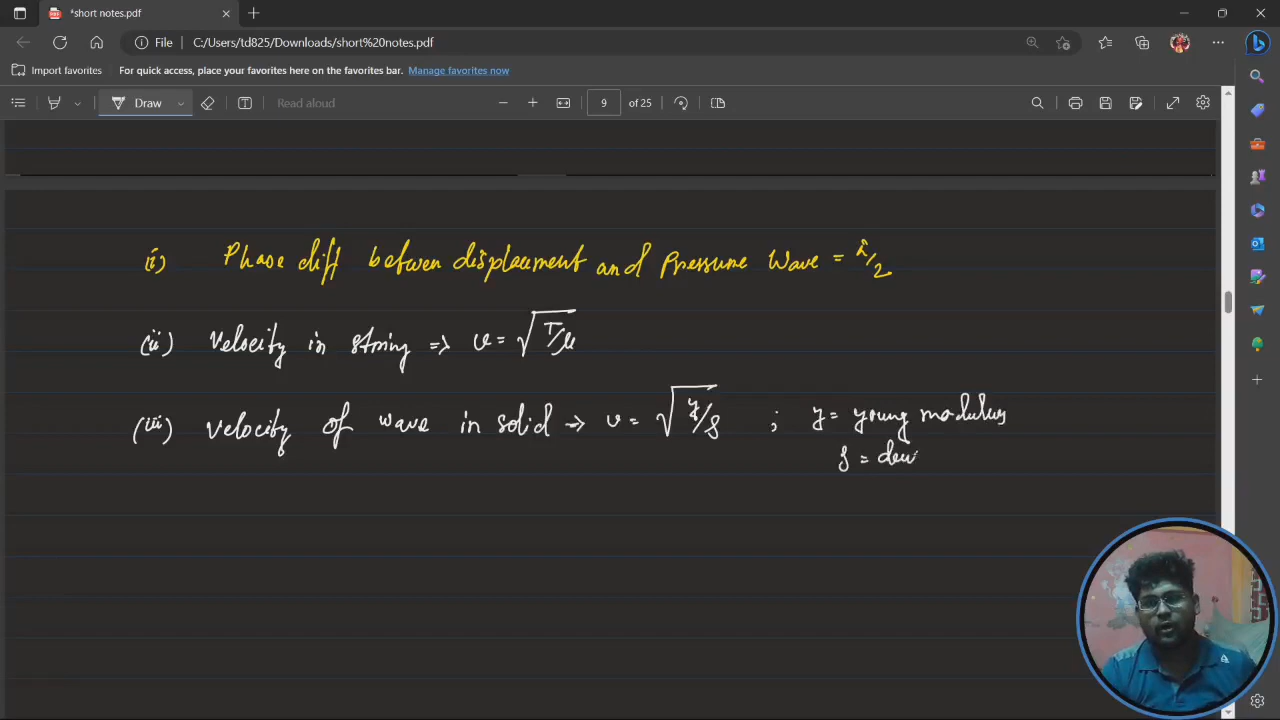 *short notes.pdf
File C:/Users/td825/Downloads/short%20notes.pdf
Import favorites For quick access, place your favorites here on the favorites bar. Manage favorites now
Draw Read aloud 9 of 25
(i) Phase diff between displacement and Pressure Wave = π/2
(ii) Velocity in string => v = √T/μ
(iii) velocity of wave in solid -> v = √Y/ρ ; Y = young modulus
ρ = den